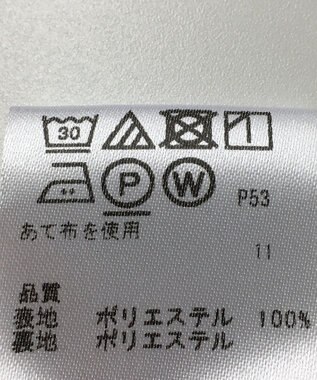 30
P W P53
あて布を使用
11
品質
表地 ポリエステル 100%
裏地 ポリエステル